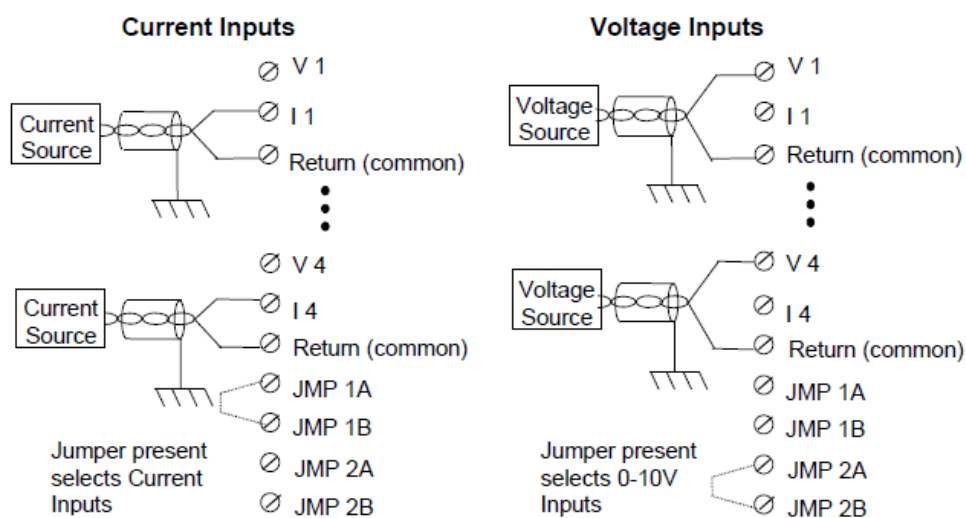 Current Inputs
V 1
Current
Source
I 1
Return (common)
V 4
Current
Source
I 4
Return (common)
JMP 1A
JMP 1B
Jumper present
selects Current
Inputs
JMP 2A
JMP 2B
Voltage Inputs
V 1
Voltage
Source
I 1
Return (common)
V 4
Voltage
Source
I 4
Return (common)
JMP 1A
JMP 1B
Jumper present
selects 0-10V
Inputs
JMP 2A
JMP 2B